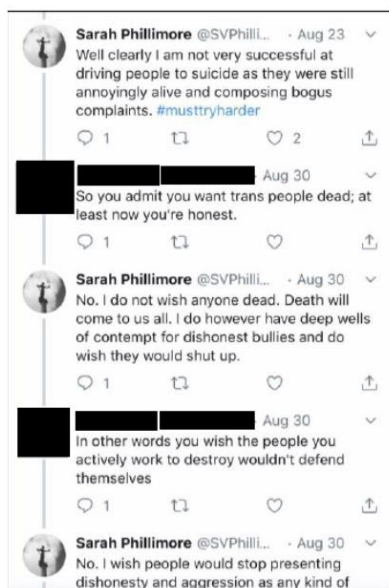 Sarah Phillimore @SVPhilli... · Aug 23
Well clearly I am not very successful at
driving people to suicide as they were still
annoyingly alive and composing bogus
complaints. #musttryharder
1 2
Aug 30
So you admit you want trans people dead; at
least now you're honest.
1
Sarah Phillimore @SVPhilli... · Aug 30
No. I do not wish anyone dead. Death will
come to us all. I do however have deep wells
of contempt for dishonest bullies and do
wish they would shut up.
1
Aug 30
In other words you wish the people you
actively work to destroy wouldn't defend
themselves
1
Sarah Phillimore @SVPhilli... · Aug 30
No. I wish people would stop presenting
dishonesty and aggression as any kind of